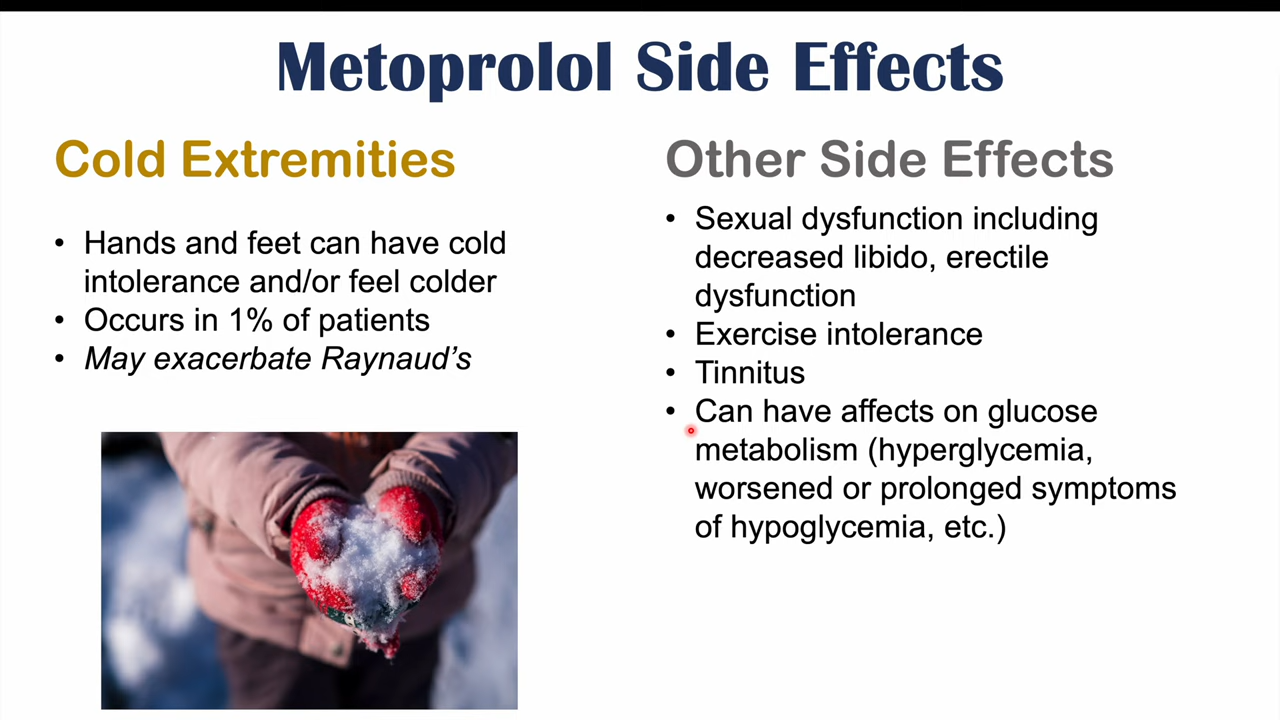 Metoprolol Side Effects
Cold Extremities
• Hands and feet can have cold
intolerance and/or feel colder
• Occurs in 1% of patients
• May exacerbate Raynaud’s
Other Side Effects
• Sexual dysfunction including
decreased libido, erectile
dysfunction
• Exercise intolerance
• Tinnitus
• Can have affects on glucose
metabolism (hyperglycemia,
worsened or prolonged symptoms
of hypoglycemia, etc.)